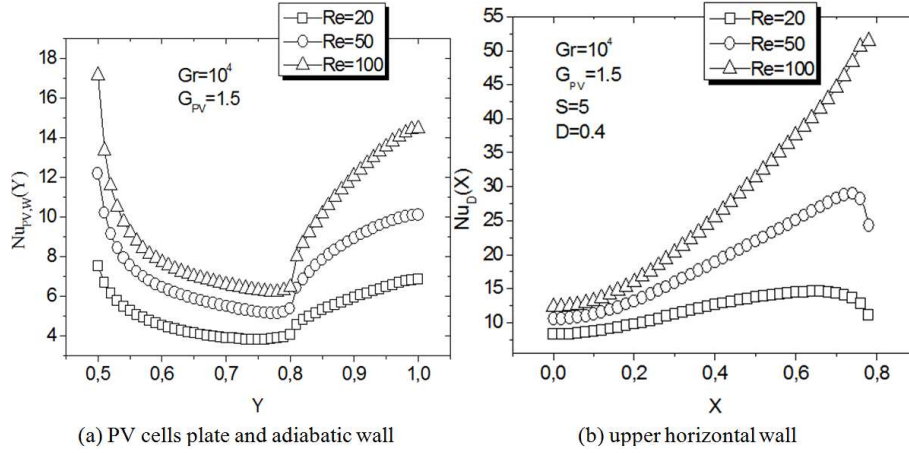 Re=20
Re=50
Re=100
Gr=10⁴
G_PV=1.5
Nu_PV,W(Y)
18
16
14
12
10
8
6
4
0,5 0,6 0,7 0,8 0,9 1,0
Y
(a) PV cells plate and adiabatic wall
Re=20
Re=50
Re=100
Gr=10⁴
G_PV=1.5
S=5
D=0.4
Nu_D(X)
55
50
45
40
35
30
25
20
15
10
0,0 0,2 0,4 0,6 0,8
X
(b) upper horizontal wall